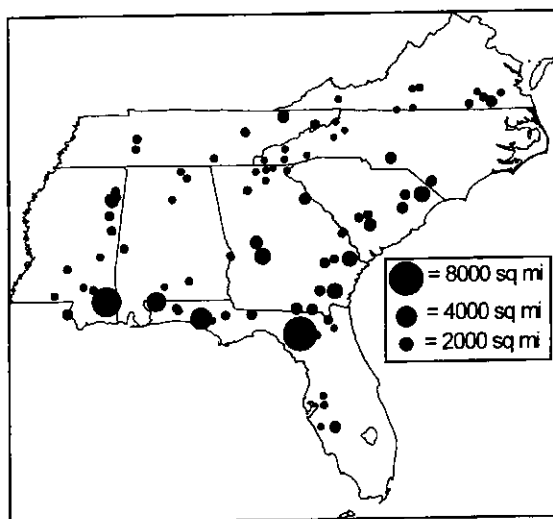 = 8000 sq mi
= 4000 sq mi
= 2000 sq mi